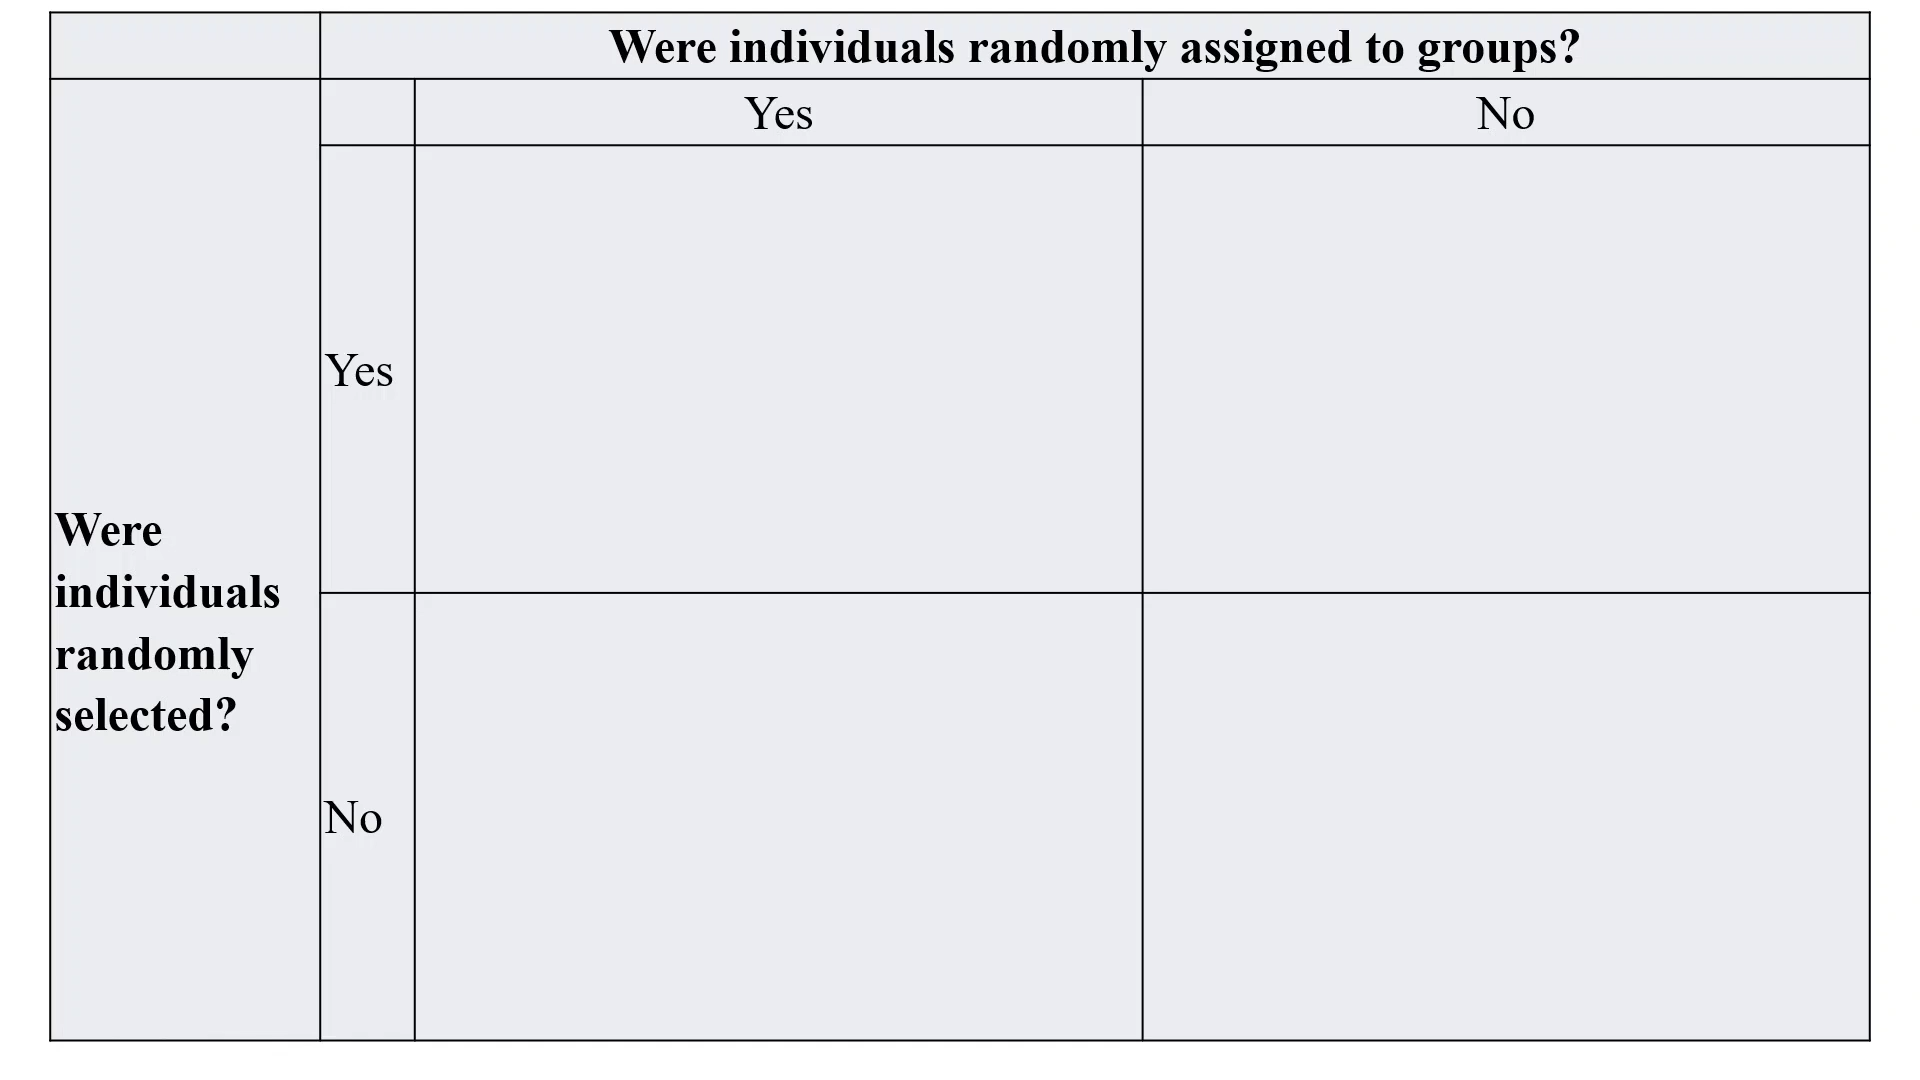 Were individuals randomly assigned to groups?
Yes
No
Yes
Were
individuals
randomly
selected?
No